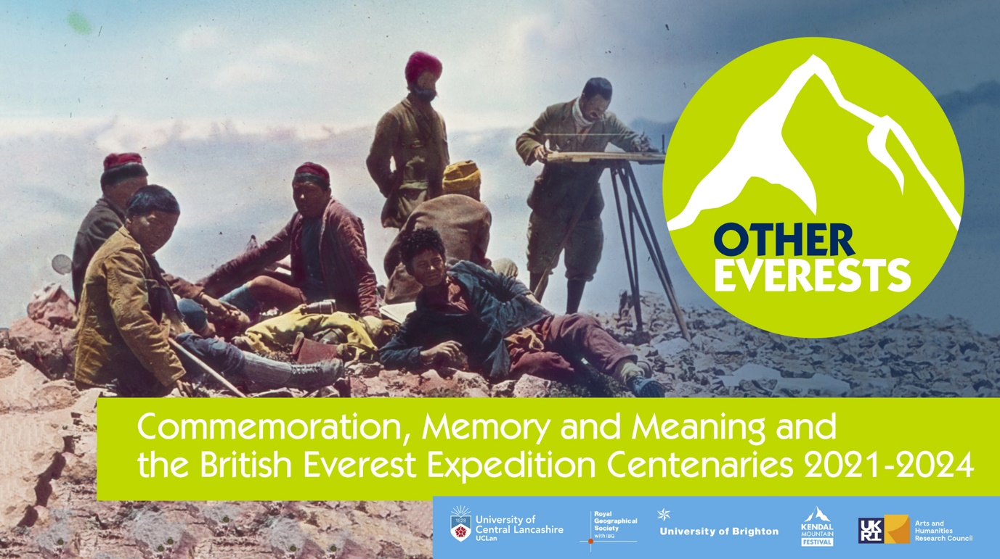 OTHER
EVERESTS
Commemoration, Memory and Meaning and
the British Everest Expedition Centenaries 2021-2024
1828
University of
Central Lancashire
UCLan
Royal
Geographical
Society
with IBG
University of Brighton
KENDAL
MOUNTAIN
FESTIVAL
UK
RI
Arts and
Humanities
Research Council